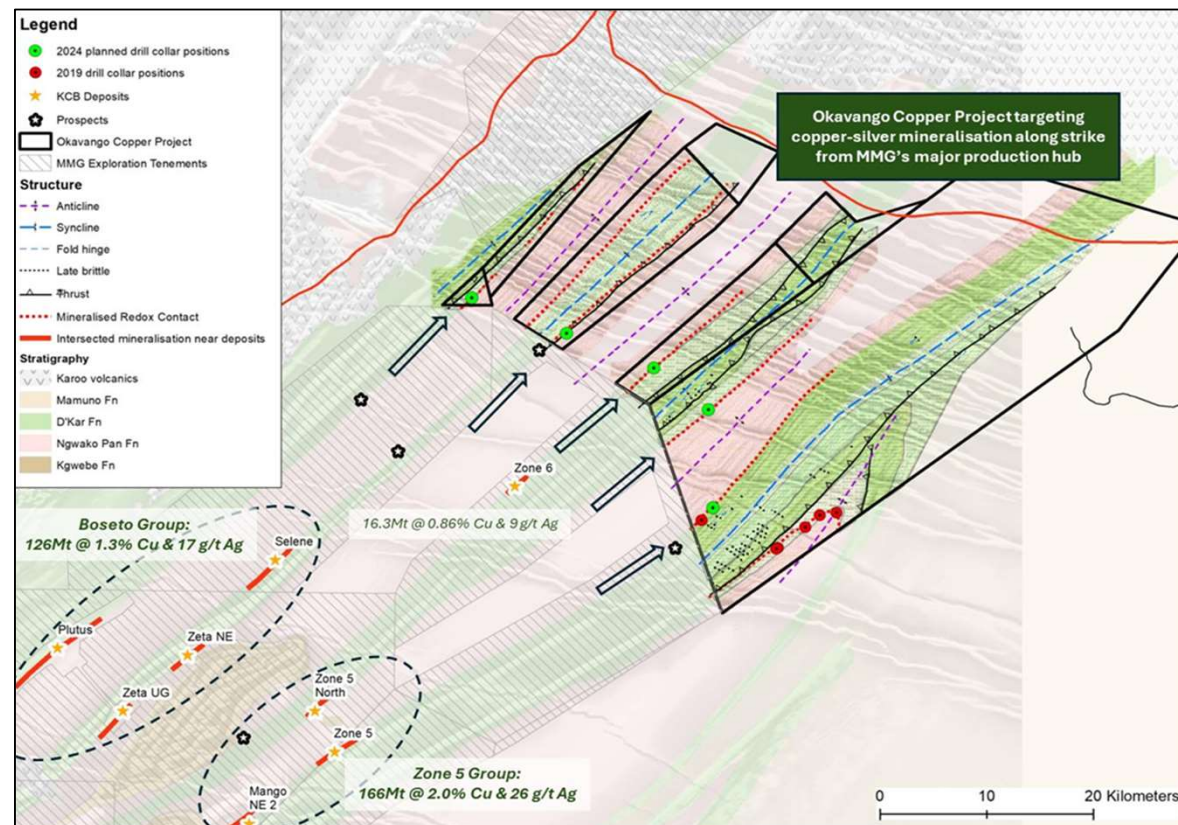 Legend
2024 planned drill collar positions
2019 drill collar positions
KCB Deposits
Prospects
Okavango Copper Project
MMG Exploration Tenements
Structure
Anticline
Syncline
Fold hinge
Late brittle
Thrust
Mineralised Redox Contact
Intersected mineralisation near deposits
Stratigraphy
Karoo volcanics
Mamuno Fn
D'Kar Fn
Ngwako Pan Fn
Kgwebe Fn
Okavango Copper Project targeting
copper-silver mineralisation along strike
from MMG's major production hub
Zone 6
16.3Mt @ 0.86% Cu & 9 g/t Ag
Boseto Group:
126Mt @ 1.3% Cu & 17 g/t Ag
Selene
Plutus
Zeta NE
Zeta UG
Zone 5
North
Zone 5
Mango
NE 2
Zone 5 Group:
166Mt @ 2.0% Cu & 26 g/t Ag
0 10 20 Kilometers